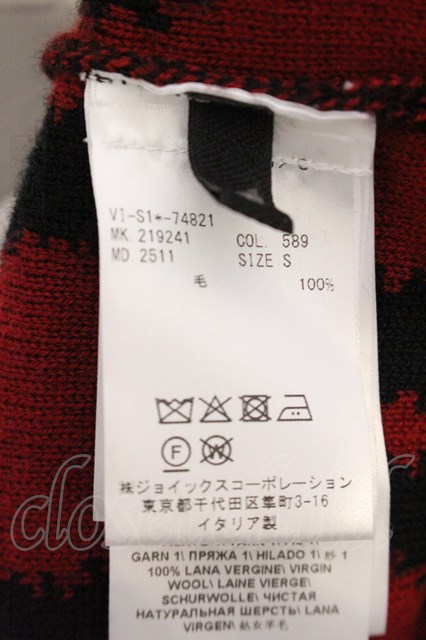 VI-S1*-74821
MK. 219241 COL. 589
MD. 2511 SIZE S
毛 100%
F W
株ジョイックスコーポレーション
東京都千代田区隼町3-16
イタリア製
GARN 1\ ПРЯЖА 1\ HILADO 1\ 紗 1
100% LANA VERGINE\ VIRGIN
WOOL\ LAINE VIERGE\
SCHURWOLLE\ ЧИСТАЯ
НАТУРАЛЬНАЯ ШЕРСТЬ\ LANA
VIRGEN\